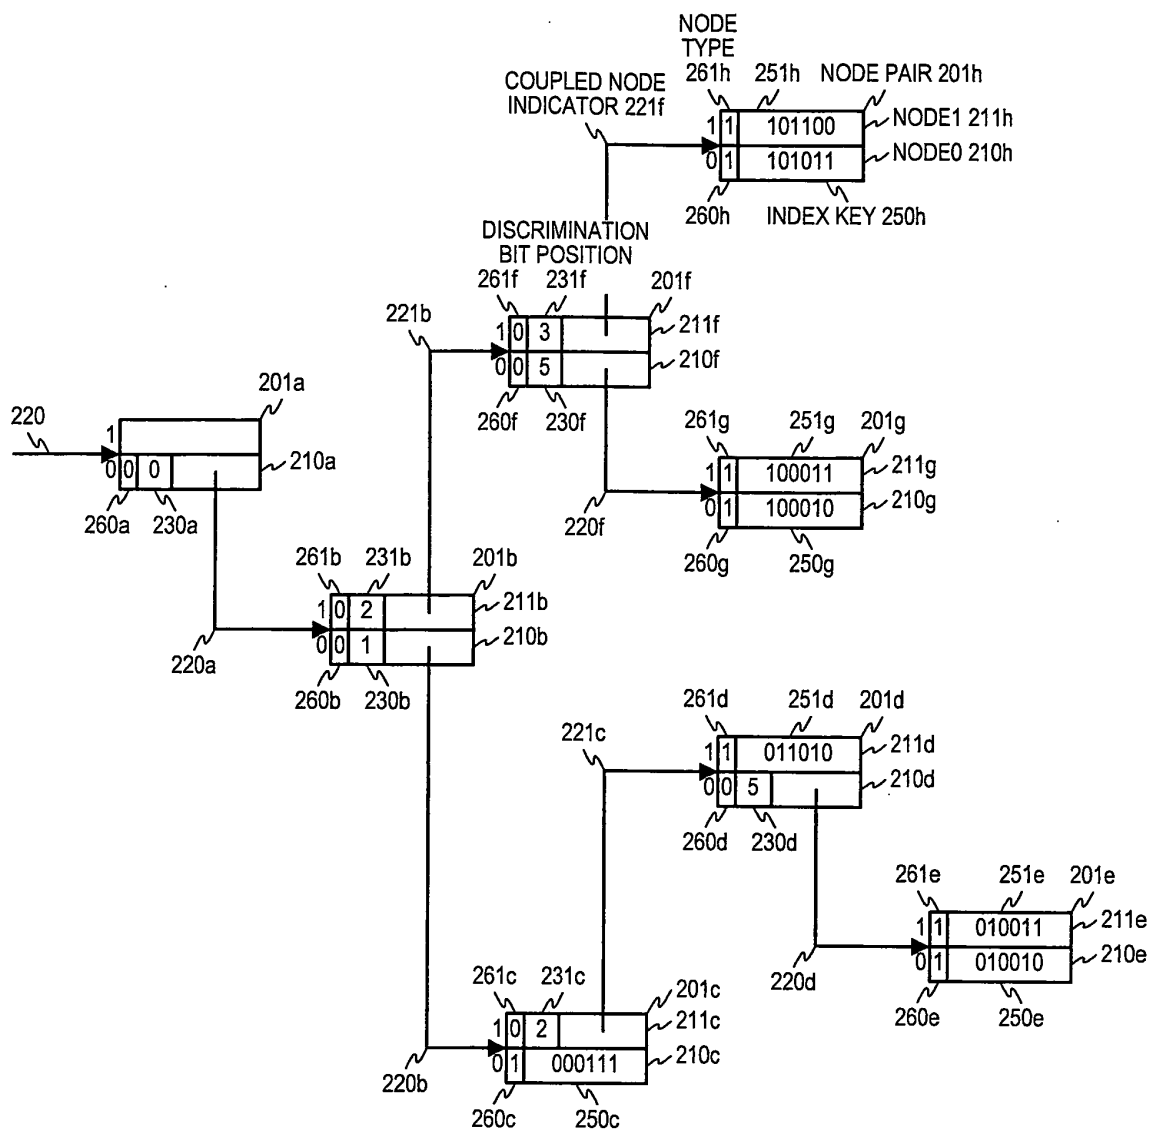 NODE
TYPE
261h 251h NODE PAIR 201h
COUPLED NODE
INDICATOR 221f
1 1 101100 NODE1 211h
0 1 101011 NODE0 210h
260h INDEX KEY 250h
DISCRIMINATION
BIT POSITION
261f 231f 201f
221b
1 0 3 211f
0 0 5 210f
260f 230f
201a
220
1
0 0 0 210a
260a 230a
261g 251g 201g
1 1 100011 211g
0 1 100010 210g
220f
260g 250g
261b 231b 201b
1 0 2 211b
0 0 1 210b
220a
260b 230b
261d 251d 201d
221c
1 1 011010 211d
0 0 5 210d
260d 230d
261e 251e 201e
1 1 010011 211e
0 1 010010 210e
220d
260e 250e
261c 231c 201c
1 0 2 211c
0 1 000111 210c
220b
260c 250c